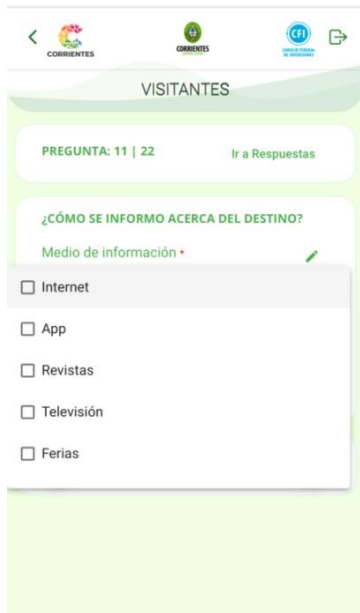 CORRIENTES
CORRIENTES
CFI
VISITANTES
PREGUNTA: 11 | 22
Ir a Respuestas
¿CÓMO SE INFORMO ACERCA DEL DESTINO?
Medio de información *
Internet
App
Revistas
Televisión
Ferias